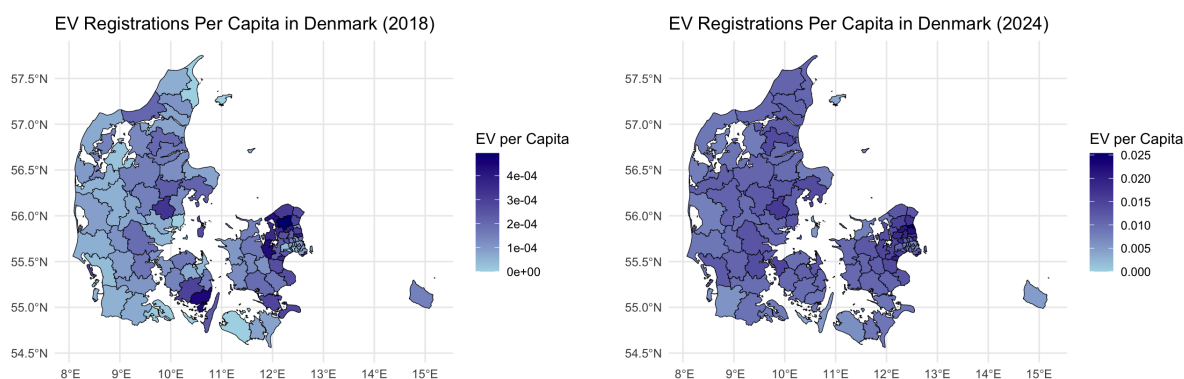 EV Registrations Per Capita in Denmark (2018)
57.5°N
57.0°N
56.5°N
56.0°N
55.5°N
55.0°N
54.5°N
8°E 9°E 10°E 11°E 12°E 13°E 14°E 15°E
EV per Capita
4e-04
3e-04
2e-04
1e-04
0e+00
EV Registrations Per Capita in Denmark (2024)
57.5°N
57.0°N
56.5°N
56.0°N
55.5°N
55.0°N
54.5°N
8°E 9°E 10°E 11°E 12°E 13°E 14°E 15°E
EV per Capita
0.025
0.020
0.015
0.010
0.005
0.000